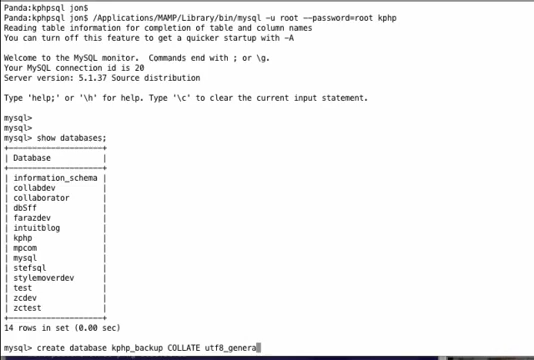 Panda:kphpsql jon$
Panda:kphpsql jon$ /Applications/MAMP/Library/bin/mysql -u root --password=root kphp
Reading table information for completion of table and column names
You can turn off this feature to get a quicker startup with -A
Welcome to the MySQL monitor.  Commands end with ; or \g.
Your MySQL connection id is 20
Server version: 5.1.37 Source distribution
Type 'help;' or '\h' for help. Type '\c' to clear the current input statement.
mysql>
mysql>
mysql> show databases;
+--------------------+
| Database           |
+--------------------+
| information_schema |
| collabdev          |
| collaborator       |
| db5ff              |
| farazdev           |
| intuitblog         |
| kphp               |
| mpcom              |
| mysql              |
| stefsql            |
| stylemoverdev      |
| test               |
| zcdev              |
| zctest             |
+--------------------+
14 rows in set (0.00 sec)
mysql> create database kphp_backup COLLATE utf8_genera